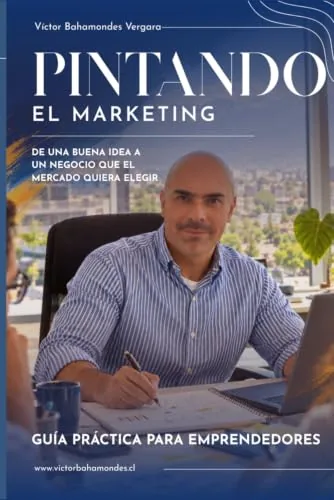 Víctor Bahamondes Vergara
PINTANDO
EL MARKETING
DE UNA BUENA IDEA A
UN NEGOCIO QUE EL
MERCADO QUIERA ELEGIR
GUÍA PRÁCTICA PARA EMPRENDEDORES
www.victorbahamondes.cl